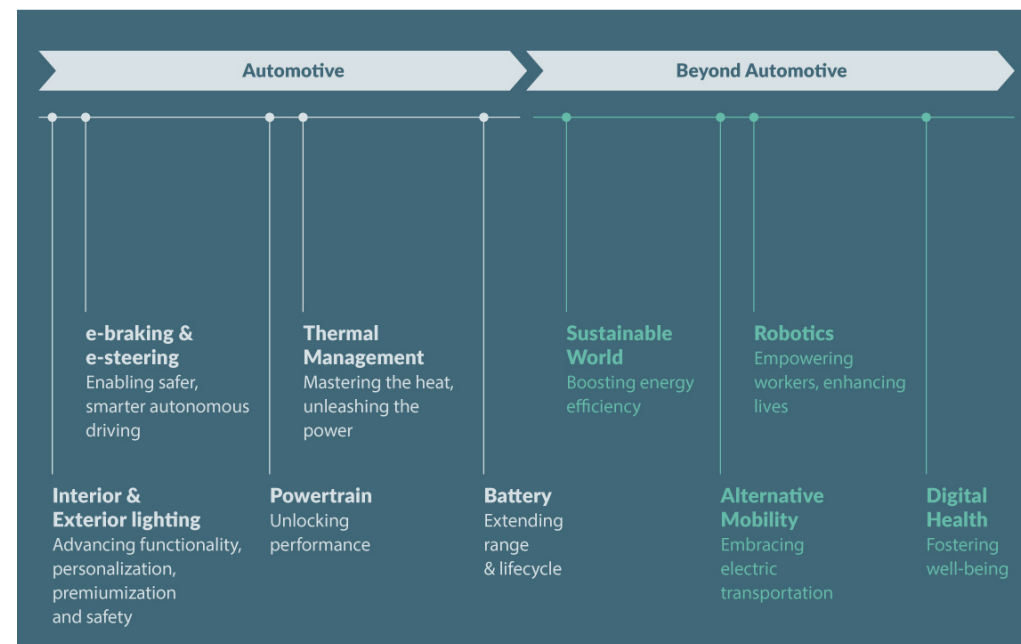 Automotive
Beyond Automotive
e-braking &
e-steering
Enabling safer,
smarter autonomous
driving
Thermal
Management
Mastering the heat,
unleashing the
power
Sustainable
World
Boosting energy
efficiency
Robotics
Empowering
workers, enhancing
lives
Interior &
Exterior lighting
Advancing functionality,
personalization,
premiumization
and safety
Powertrain
Unlocking
performance
Battery
Extending
range
& lifecycle
Alternative
Mobility
Embracing
electric
transportation
Digital
Health
Fostering
well-being